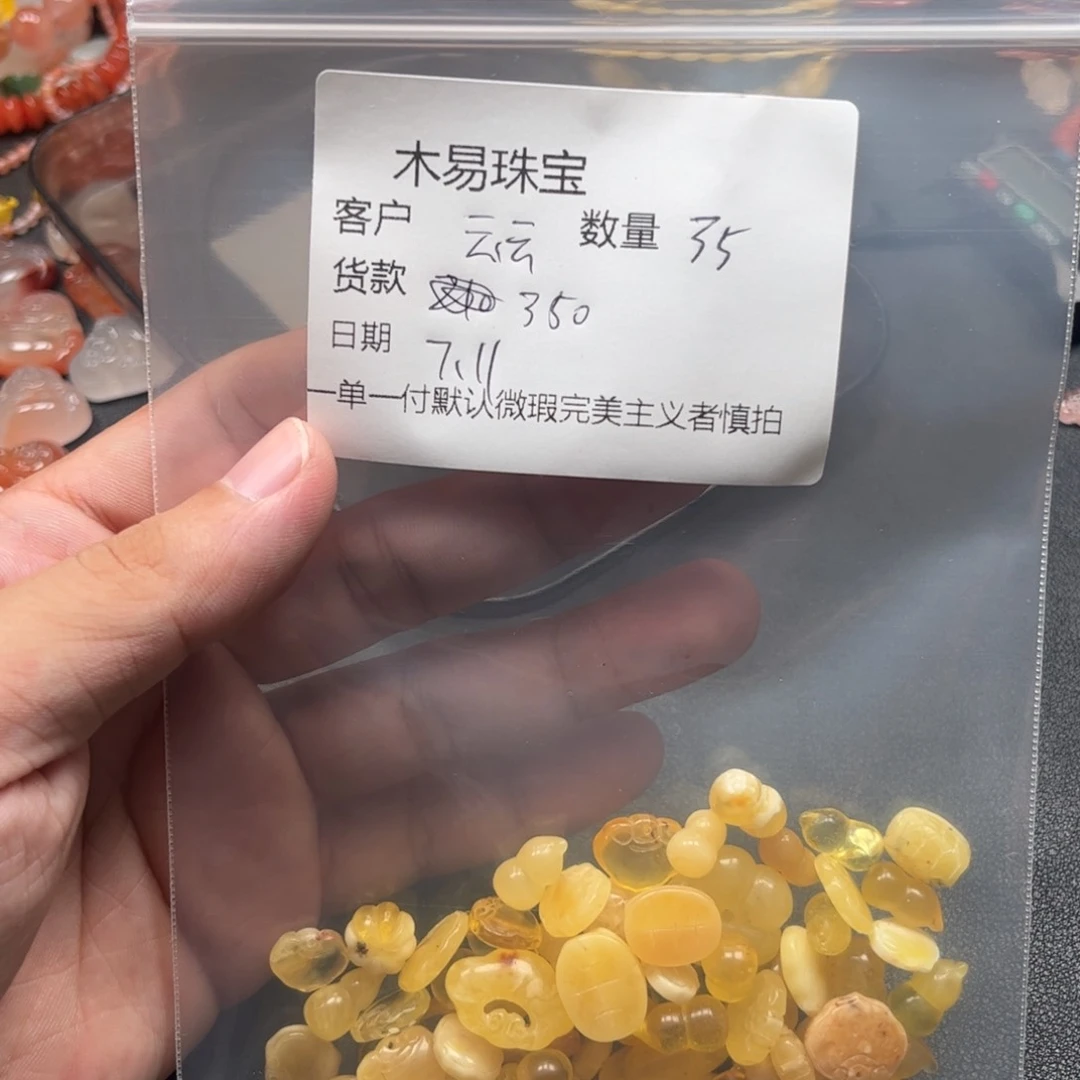 木易珠宝
客户 云云 数量 35
货款 350
日期 7.11
一单一付默认微瑕完美主义者慎拍